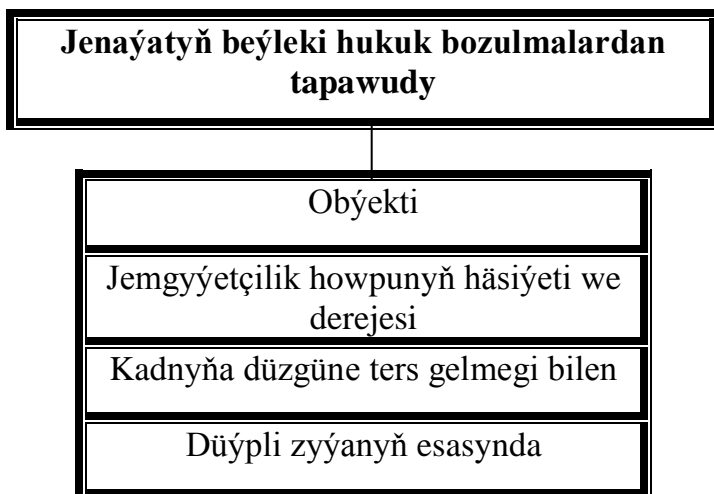 Jenaýatyň beýleki hukuk bozulmalardan
tapawudy
Obýekti
Jemgyýetçilik howpunyň häsiýeti we
derejesi
Kadnyňa düzgüne ters gelmegi bilen
Düýpli zyýanyň esasynda